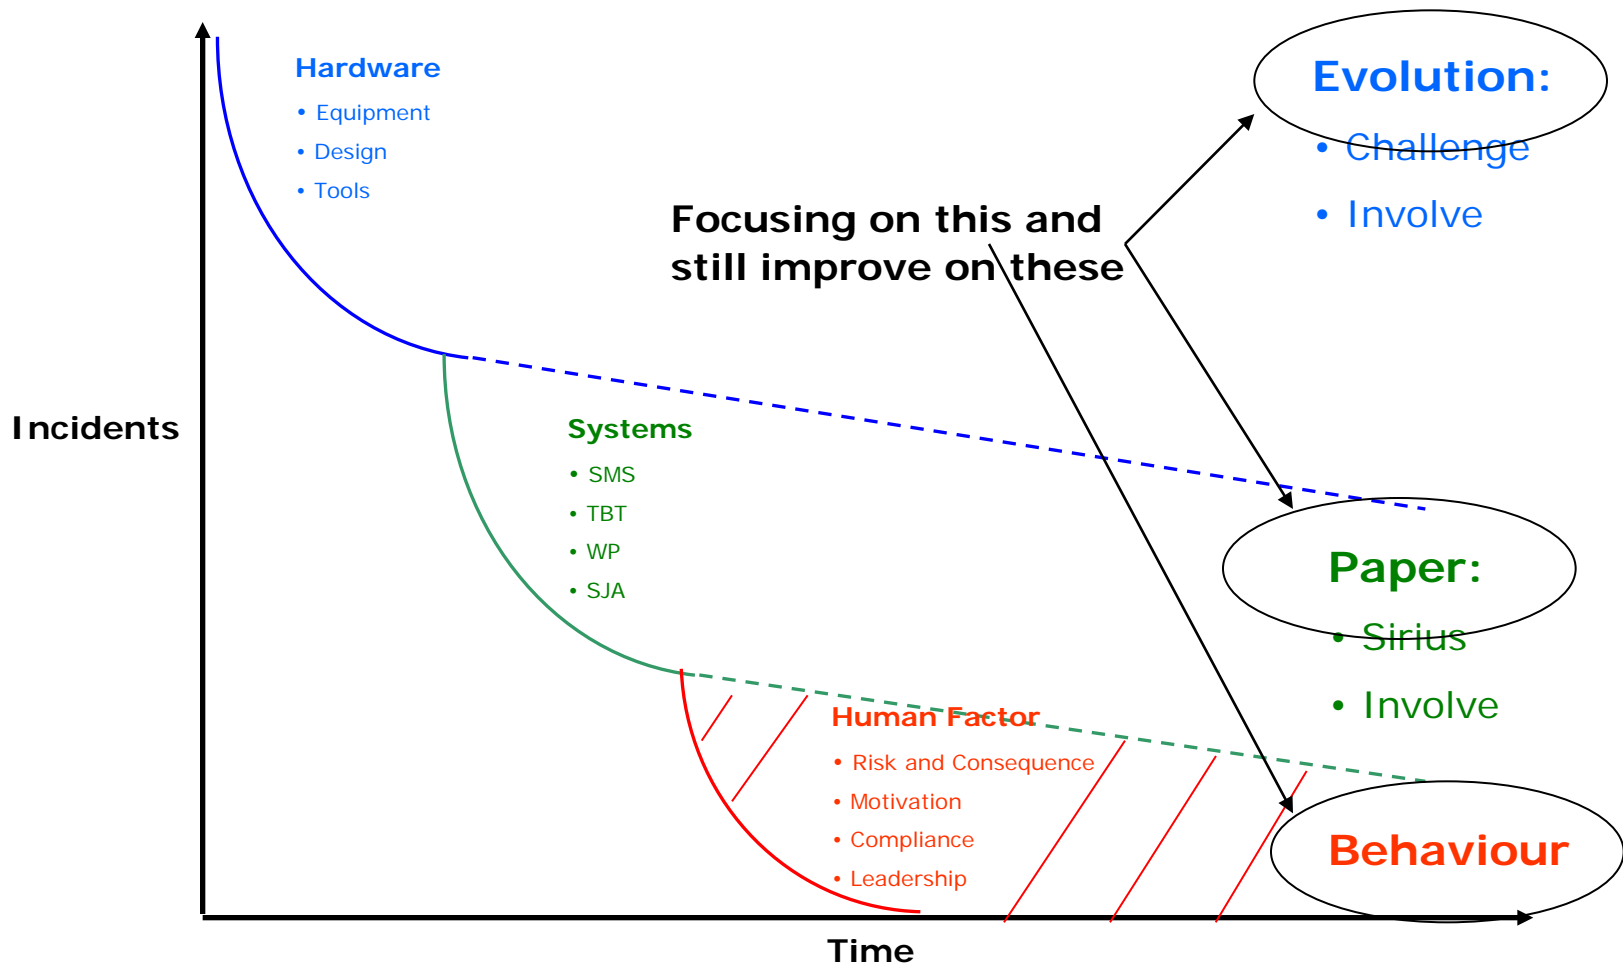 Hardware
• Equipment
• Design
• Tools
Evolution:
• Challenge
• Involve
Focusing on this and
still improve on these
Incidents
Systems
• SMS
• TBT
• WP
• SJA
Paper:
• Sirius
• Involve
Human Factor
• Risk and Consequence
• Motivation
• Compliance
• Leadership
Behaviour
Time